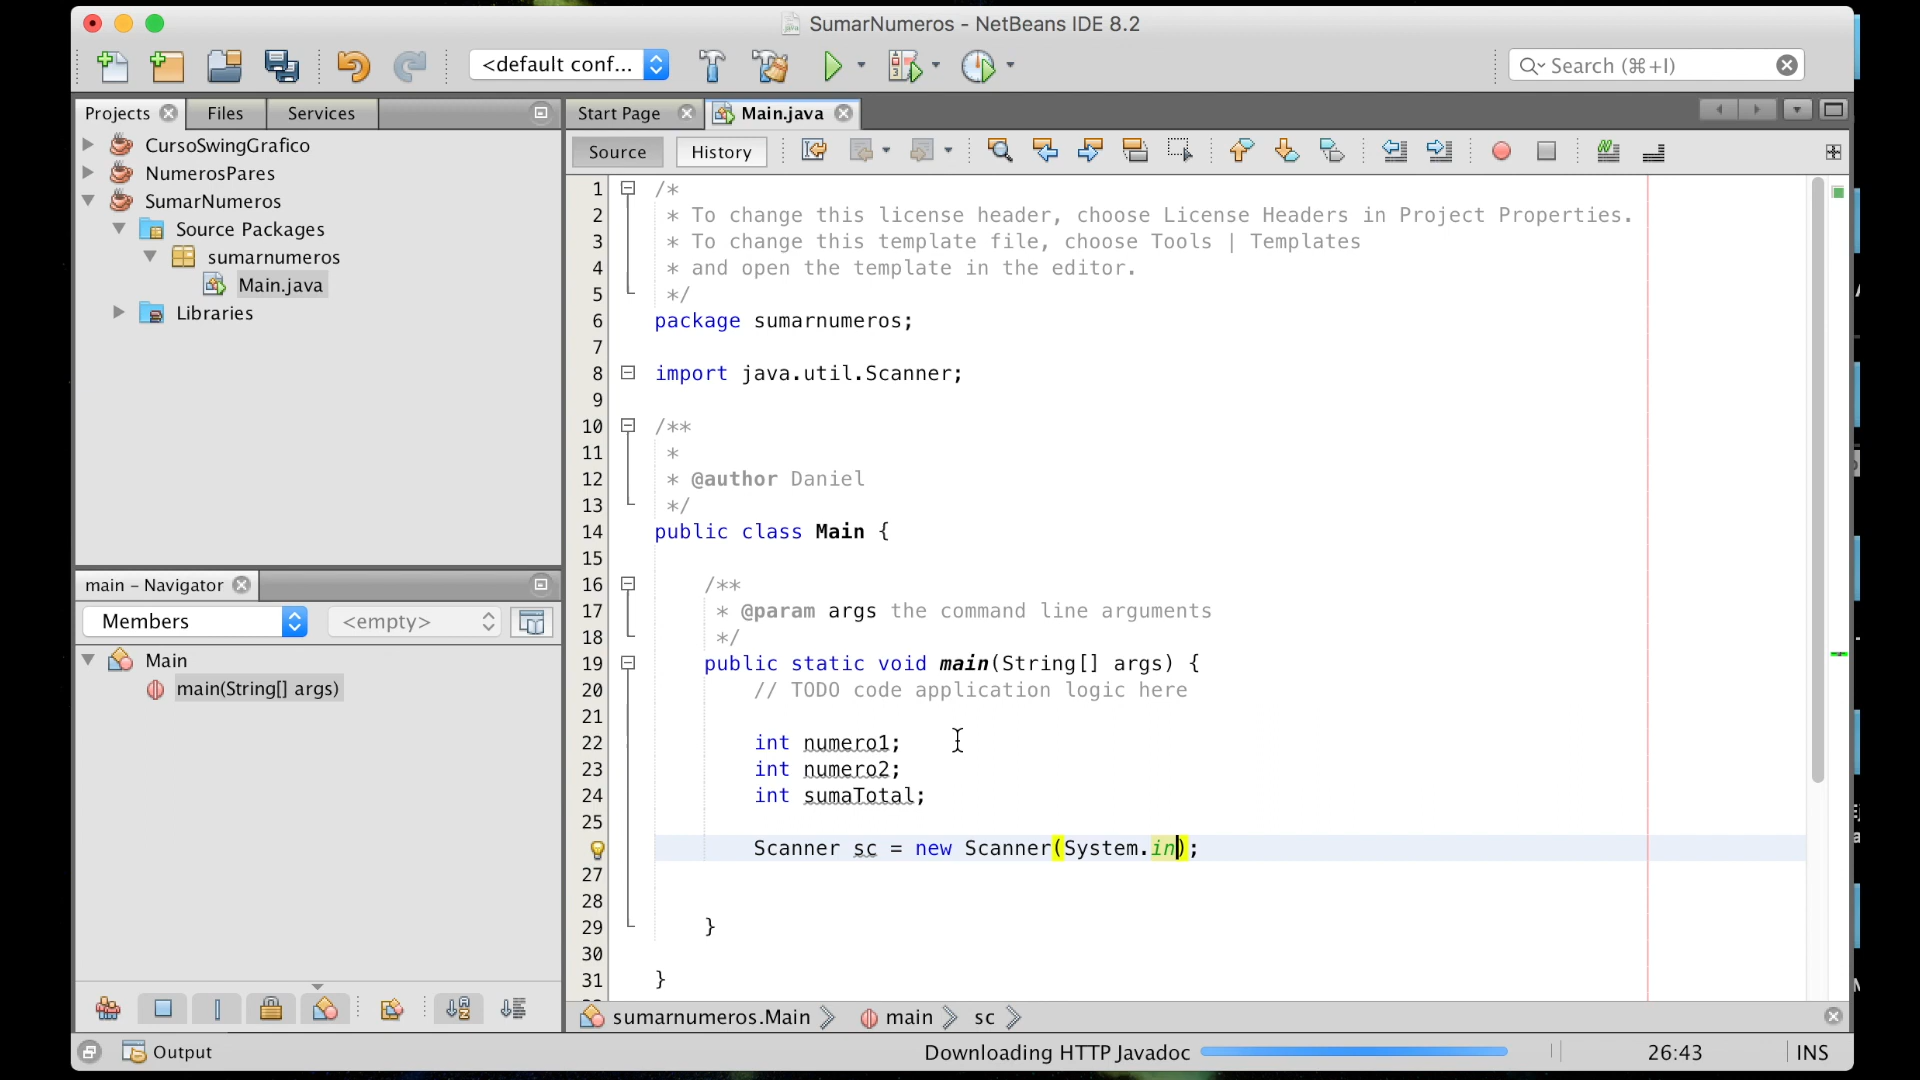 SumarNumeros - NetBeans IDE 8.2
<default conf...
Search (⌘+I)
Projects
Files
Services
CursoSwingGrafico
NumerosPares
SumarNumeros
Source Packages
sumarnumeros
Main.java
Libraries
main - Navigator
Members
<empty>
Main
main(String[] args)
Start Page
Main.java
Source
History
1 /*
2 * To change this license header, choose License Headers in Project Properties.
3 * To change this template file, choose Tools | Templates
4 * and open the template in the editor.
5 */
6 package sumarnumeros;
7
8 import java.util.Scanner;
9
10 /**
11 *
12 * @author Daniel
13 */
14 public class Main {
15
16 /**
17 * @param args the command line arguments
18 */
19 public static void main(String[] args) {
20 // TODO code application logic here
21
22 int numero1;
23 int numero2;
24 int sumaTotal;
25
Scanner sc = new Scanner(System.in);
27
28
29 }
30
31 }
sumarnumeros.Main
main
sc
Output
Downloading HTTP Javadoc
26:43
INS